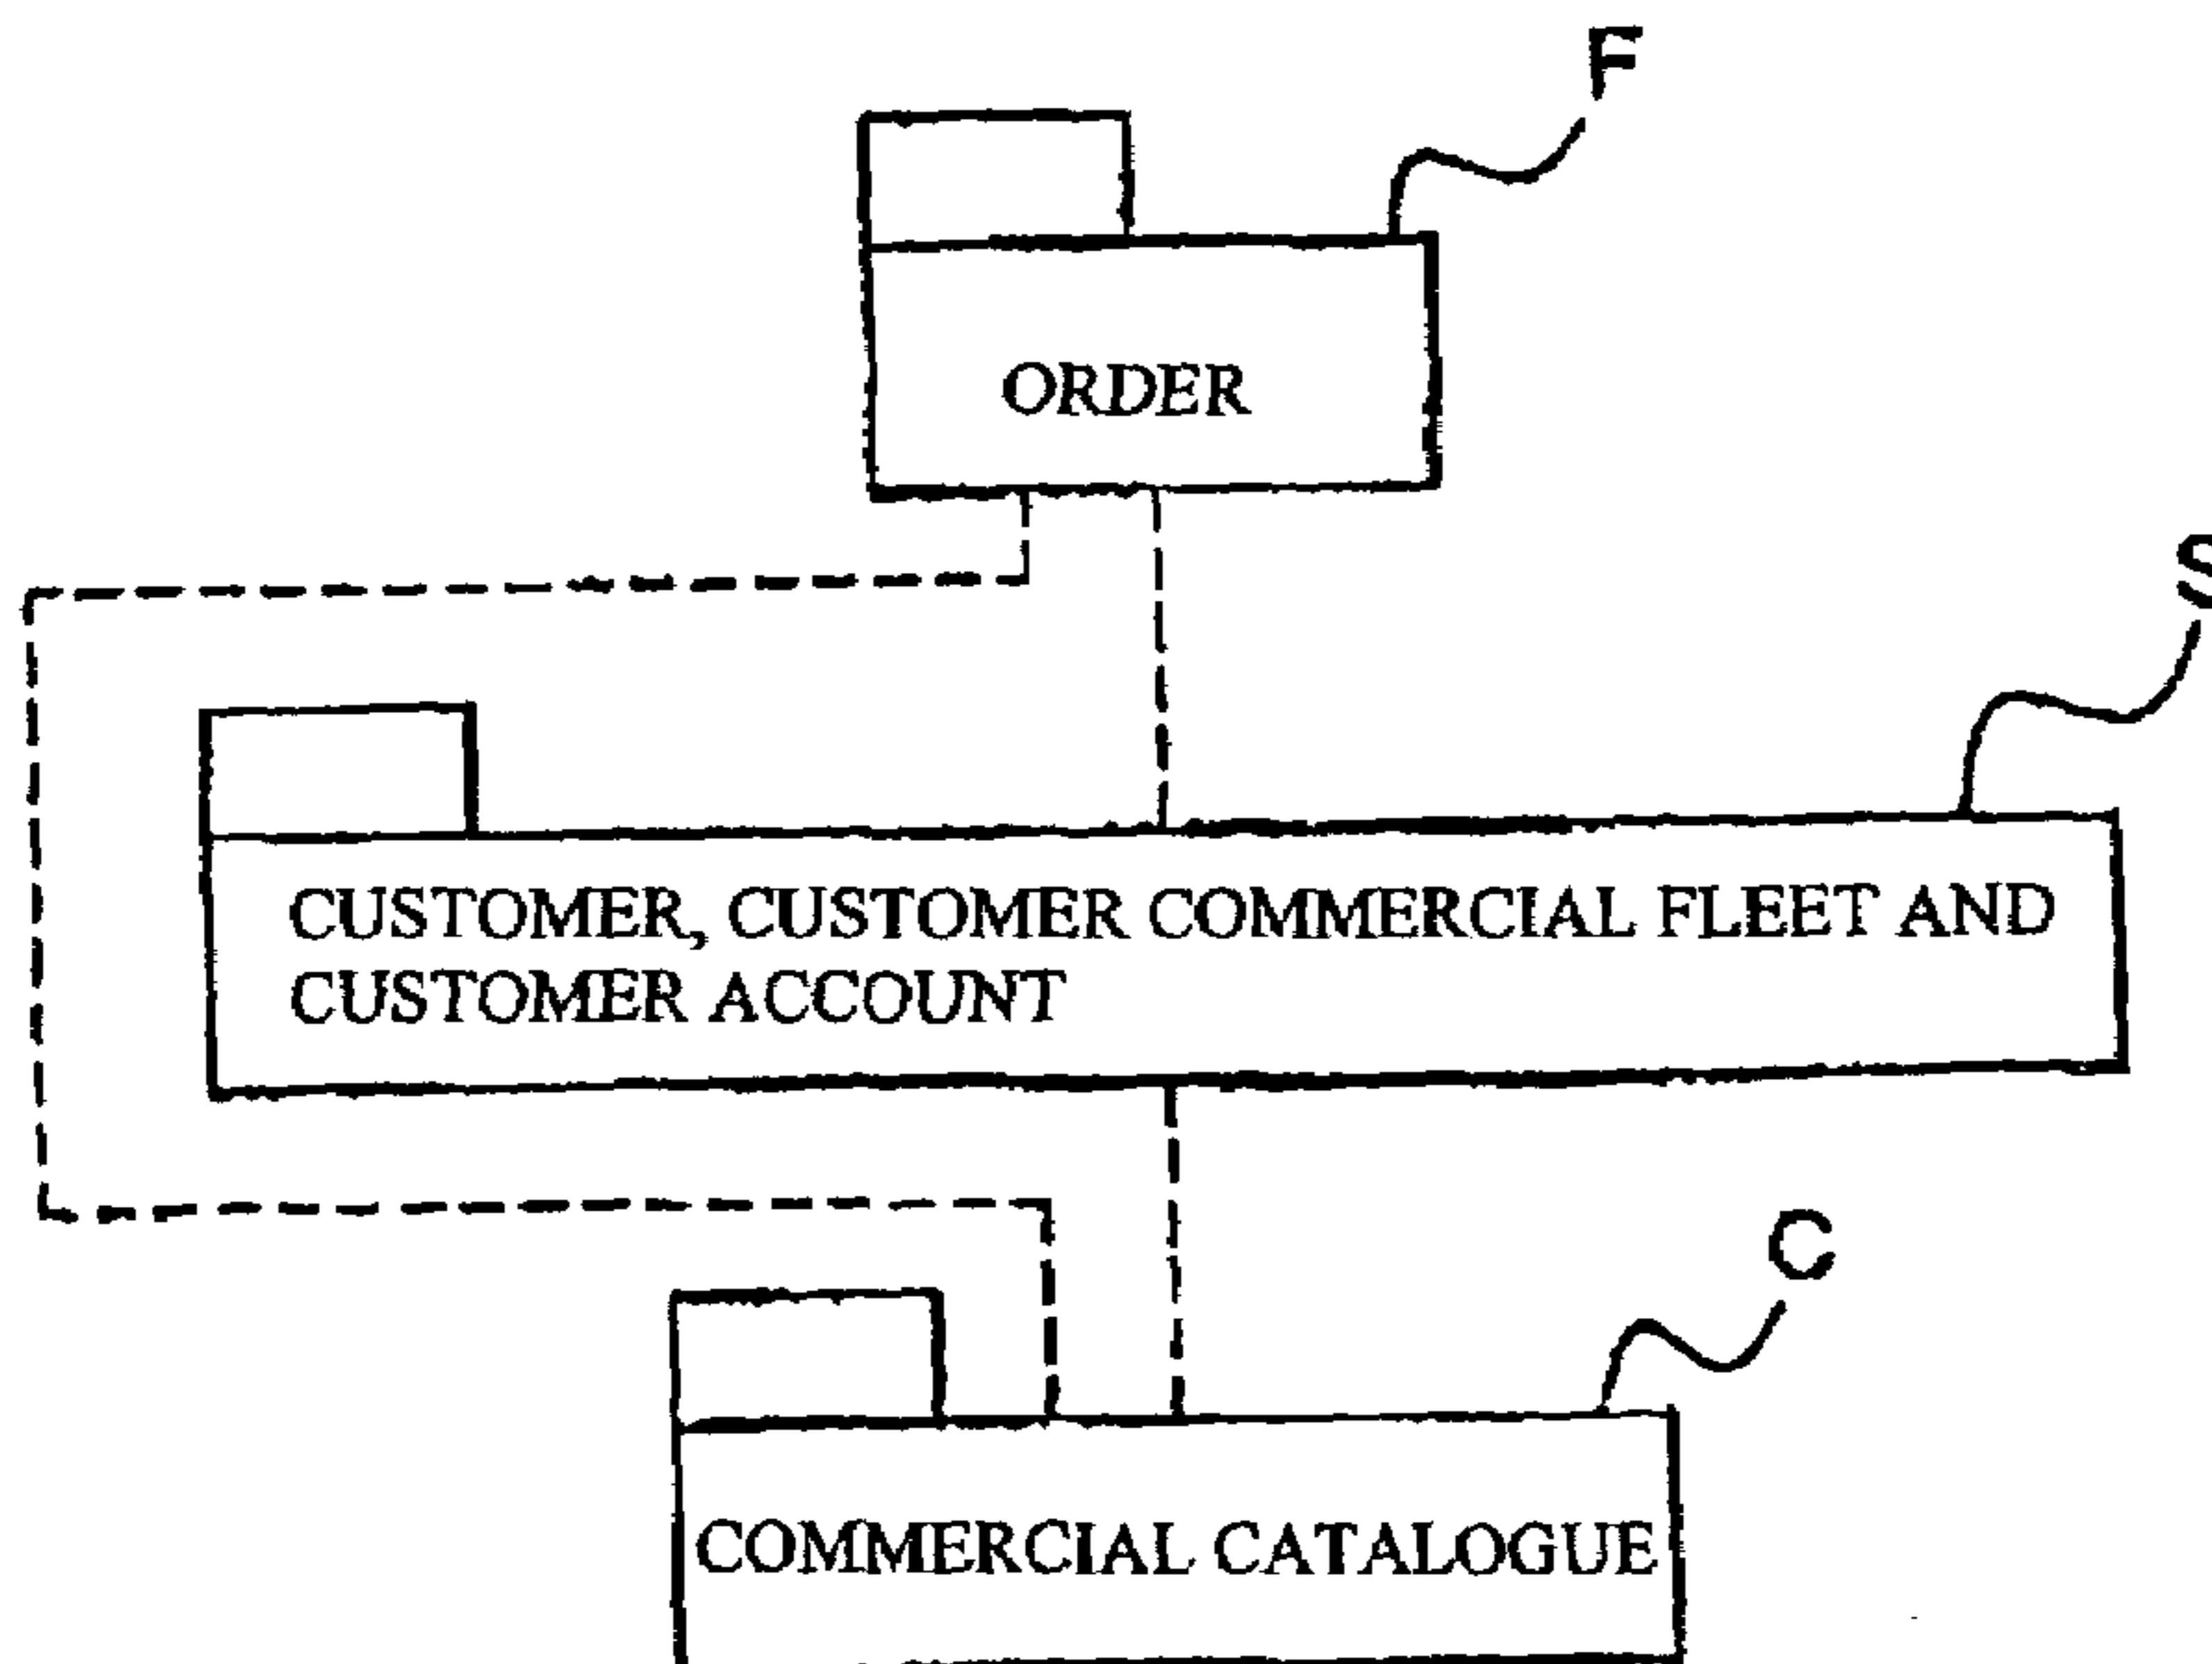 F
ORDER
S
CUSTOMER, CUSTOMER COMMERCIAL FLEET AND
CUSTOMER ACCOUNT
C
COMMERCIAL CATALOGUE